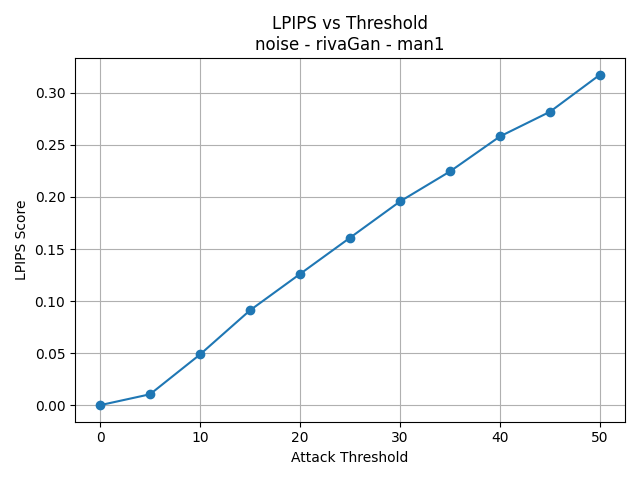 LPIPS vs Threshold
noise - rivaGan - man1
0.30
0.25
0.20
0.15
0.10
0.05
0.00
LPIPS Score
0 10 20 30 40 50
Attack Threshold